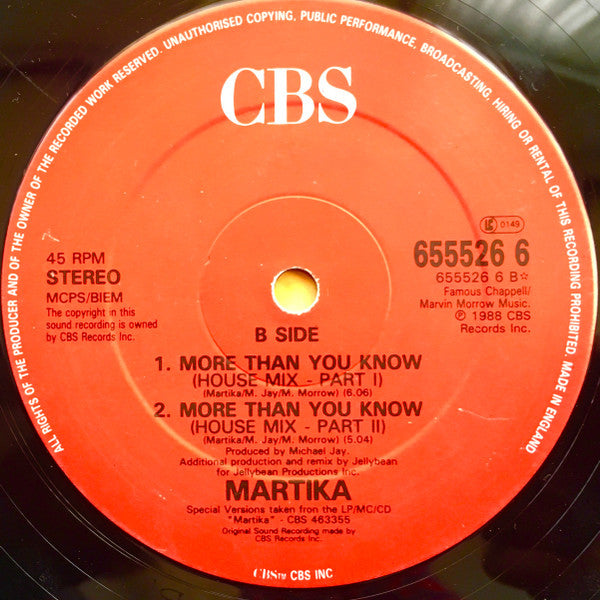 ALL RIGHTS OF THE PRODUCER AND OF THE OWNER OF THE RECORDED WORK RESERVED. UNAUTHORISED COPYING, PUBLIC PERFORMANCE, BROADCASTING, HIRING OR RENTAL OF THIS RECORDING PROHIBITED. MADE IN ENGLAND
CBS
45 RPM
STEREO
MCPS/BIEM
The copyright in this
sound recording is owned
by CBS Records Inc.
LC 0149
655526 6
655526 6 B☆
Famous Chappell/
Marvin Morrow Music.
℗ 1988 CBS
Records Inc.
B SIDE
1. MORE THAN YOU KNOW
(HOUSE MIX - PART I)
(Martika/M. Jay/M. Morrow) (6.06)
2. MORE THAN YOU KNOW
(HOUSE MIX - PART II)
(Martika/M. Jay/M. Morrow) (5.04)
Produced by Michael Jay.
Additional production and remix by Jellybean
for Jellybean Productions Inc.
MARTIKA
Special Versions taken from the LP/MC/CD
"Martika" - CBS 463355
Original Sound Recording made by
CBS Records Inc.
CBS™ CBS INC